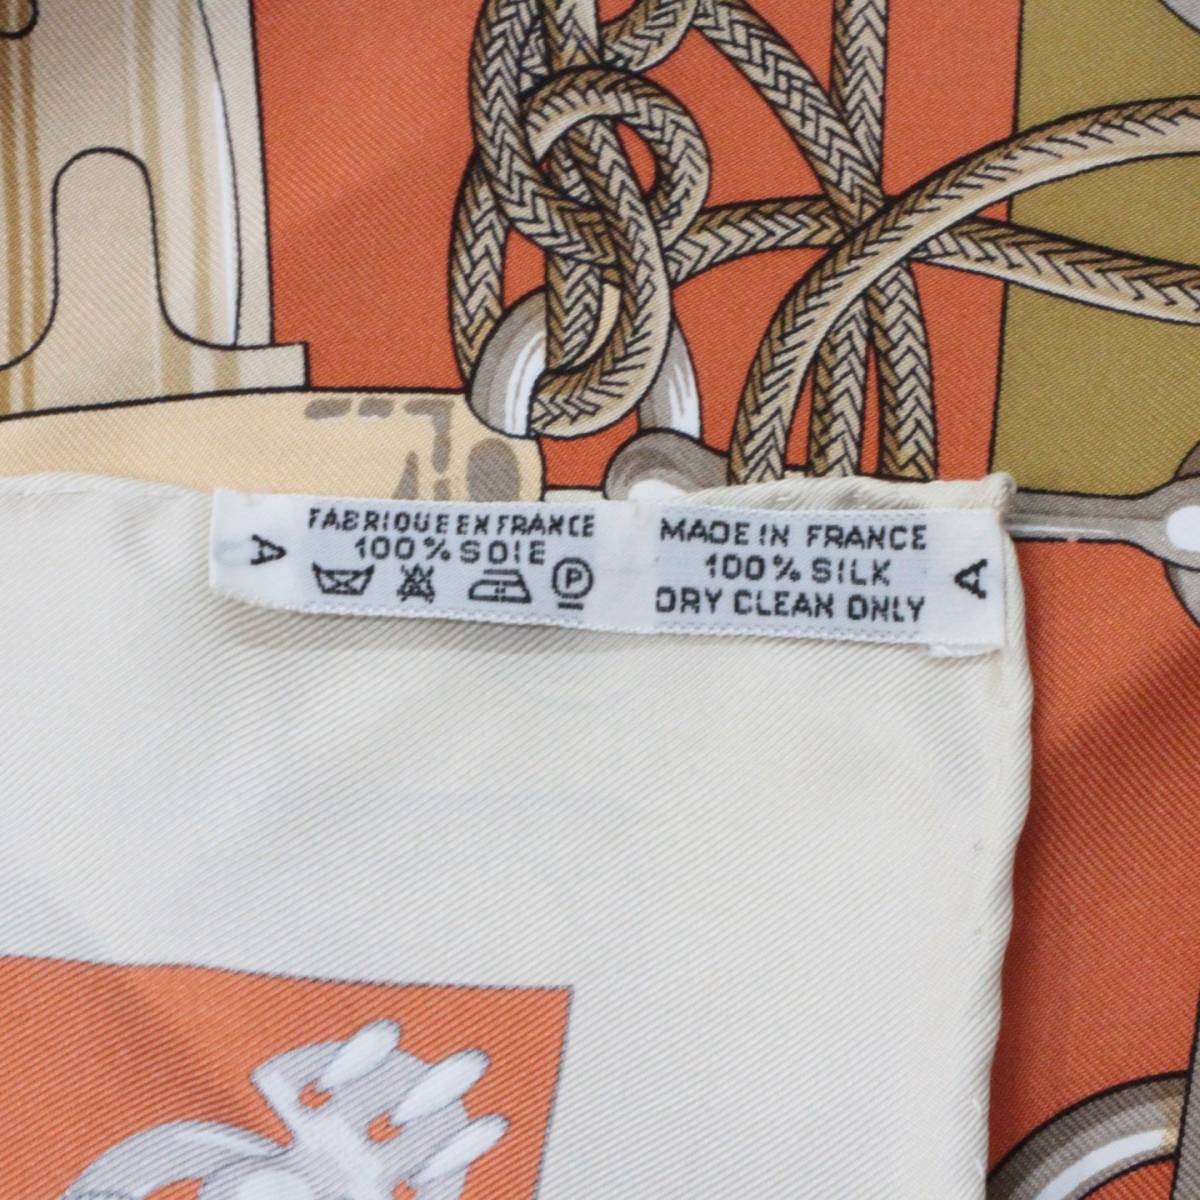 FABRIQUE EN FRANCE
100% SOIE
P
A
MADE IN FRANCE
100% SILK
DRY CLEAN ONLY
A